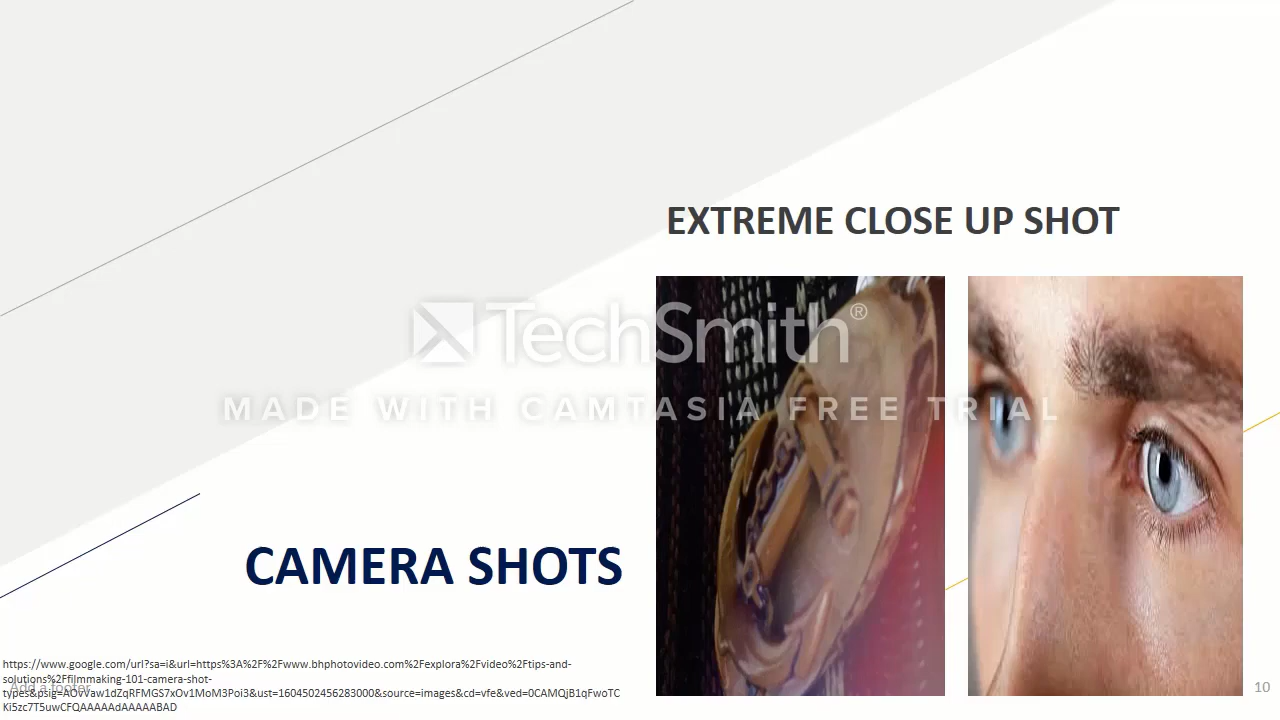 EXTREME CLOSE UP SHOT
TechSmith®
MADE WITH CAMTASIA FREE TRIAL
CAMERA SHOTS
https://www.google.com/url?sa=i&url=https%3A%2F%2Fwww.bhphotovideo.com%2Fexplora%2Fvideo%2Ftips-and-
solutions%2Ffilmmaking-101-camera-shot-
types&psig=AOvVaw1dZqRFMGS7xOv1MoM3Poi3&ust=1604502456283000&source=images&cd=vfe&ved=0CAMQjB1qFwoTC
Ki5zc7T5uwCFQAAAAAdAAAAABAD
Add a footer
10